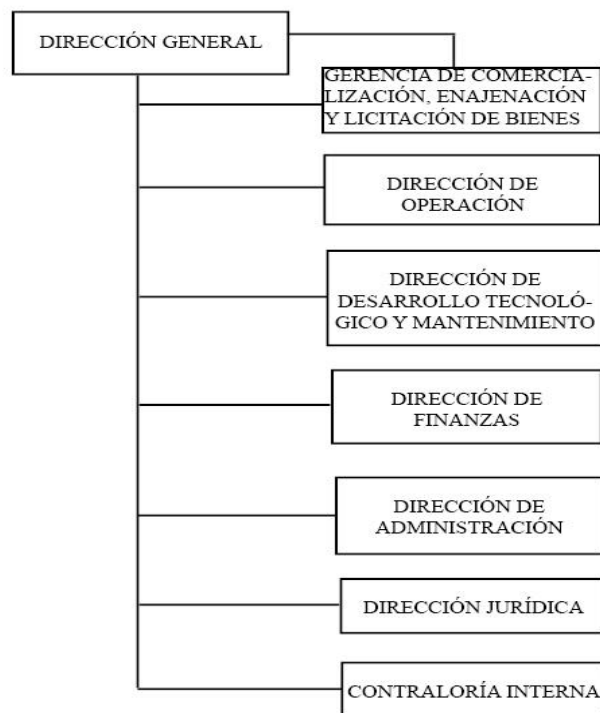 DIRECCIÓN GENERAL
GERENCIA DE COMERCIA-
LIZACIÓN, ENAJENACIÓN
Y LICITACIÓN DE BIENES
DIRECCIÓN DE
OPERACIÓN
DIRECCIÓN DE
DESARROLLO TECNOLÓ-
GICO Y MANTENIMIENTO
DIRECCIÓN DE
FINANZAS
DIRECCIÓN DE
ADMINISTRACIÓN
DIRECCIÓN JURÍDICA
CONTRALORÍA INTERNA